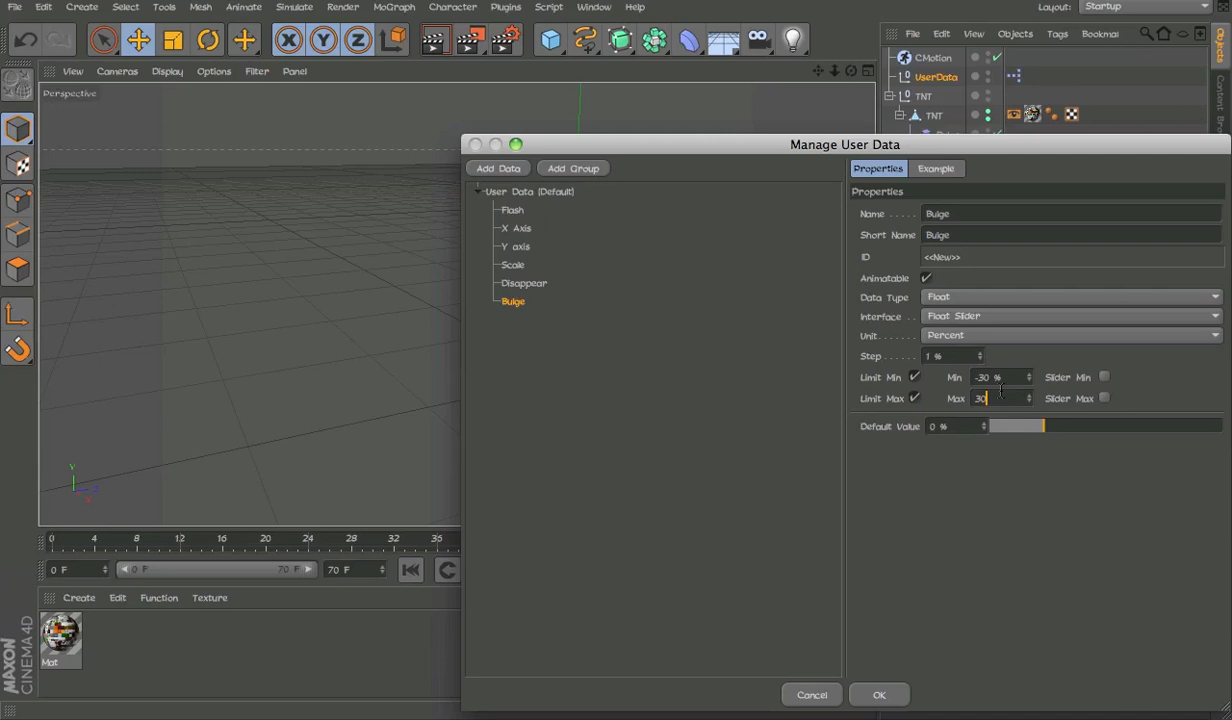 File Edit Create Select Tools Mesh Animate Simulate Render MoGraph Character Plugins Script Window Help
Layout: Startup
View Cameras Display Options Filter Panel
File Edit View Objects Tags Bookmar
Perspective
CMotion
UserData
TNT
TNT
Objects
Content Bro
Manage User Data
Add Data Add Group
User Data (Default)
Flash
X Axis
Y axis
Scale
Disappear
Bulge
Properties Example
Properties
Name Bulge
Short Name Bulge
ID <<New>>
Animatable
Data Type Float
Interface Float Slider
Unit Percent
Step 1 %
Limit Min Min -30 % Slider Min
Limit Max Max 30 Slider Max
Default Value 0 %
Cancel OK
Y
Z
X
0 4 8 12 16 20 24 28 32 36
0 F 0 F 70 F 70 F
Create Edit Function Texture
Mat
MAXON
CINEMA 4D